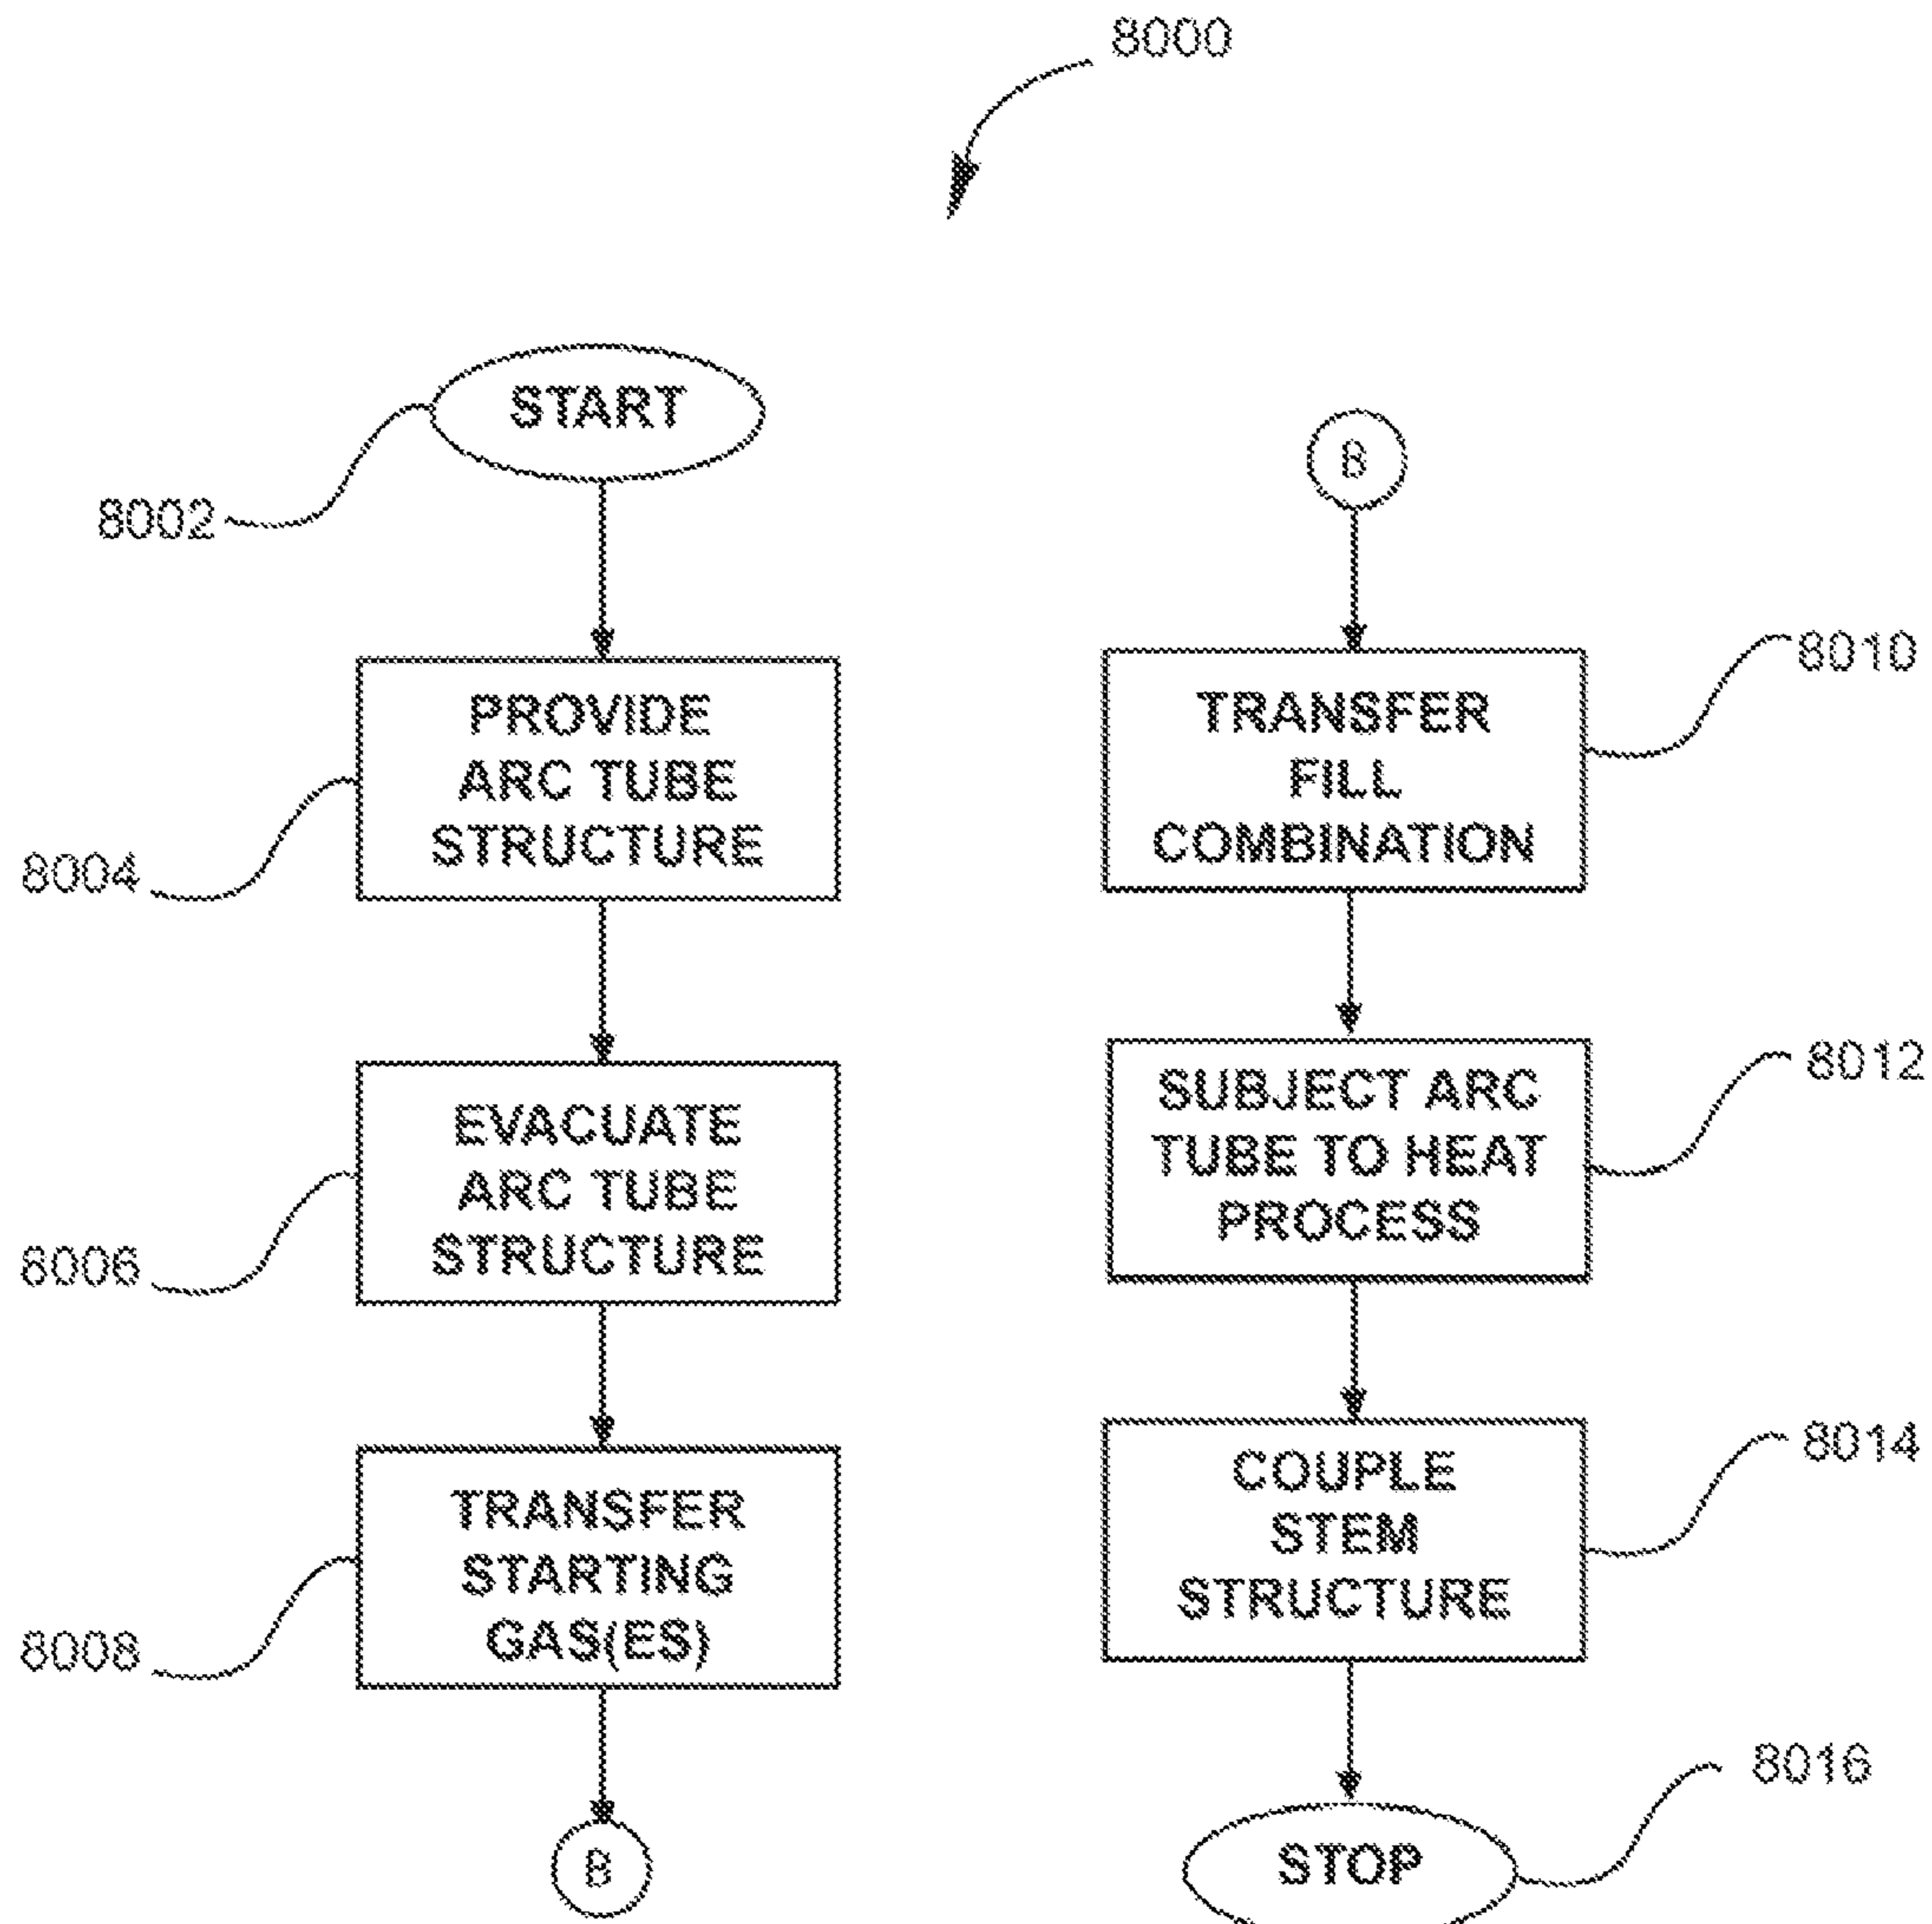 8000
START
8002
PROVIDE
ARC TUBE
STRUCTURE
8004
EVACUATE
ARC TUBE
STRUCTURE
8006
TRANSFER
STARTING
GAS(ES)
8008
B
B
TRANSFER
FILL
COMBINATION
8010
SUBJECT ARC
TUBE TO HEAT
PROCESS
8012
COUPLE
STEM
STRUCTURE
8014
STOP
8016